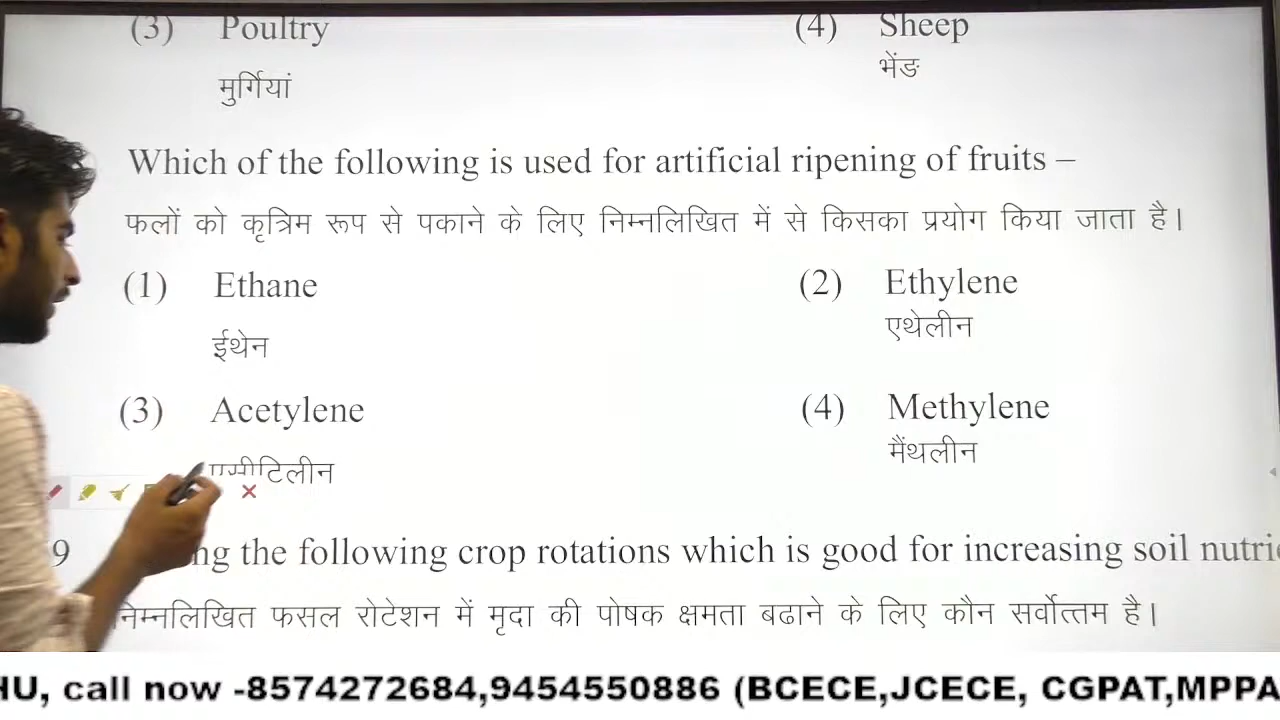 (3) Poultry (4) Sheep
मुर्गियां भेंङ
Which of the following is used for artificial ripening of fruits –
फलों को कृत्रिम रूप से पकाने के लिए निम्नलिखित में से किसका प्रयोग किया जाता है।
(1) Ethane (2) Ethylene
ईथेन एथेलीन
(3) Acetylene (4) Methylene
एसीटिलीन मैंथलीन
9 the following crop rotations which is good for increasing soil
निम्नलिखित फसल रोटेशन में मृदा की पोषक क्षमता बढाने के लिए कौन सर्वोत्तम है।
call now -8574272684,9454550886 (BCECE,JCECE, CGPAT,MPPA